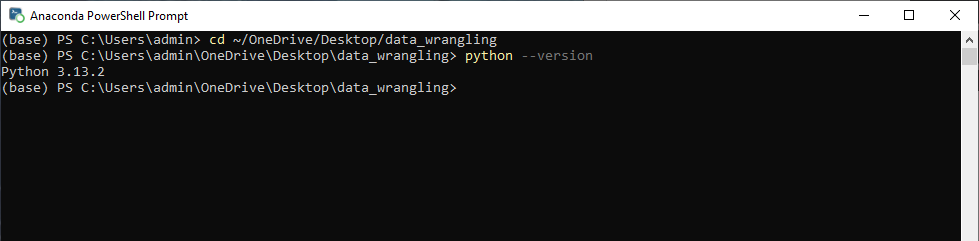 Anaconda PowerShell Prompt
(base) PS C:\Users\admin> cd ~/OneDrive/Desktop/data_wrangling
(base) PS C:\Users\admin\OneDrive\Desktop\data_wrangling> python --version
Python 3.13.2
(base) PS C:\Users\admin\OneDrive\Desktop\data_wrangling>